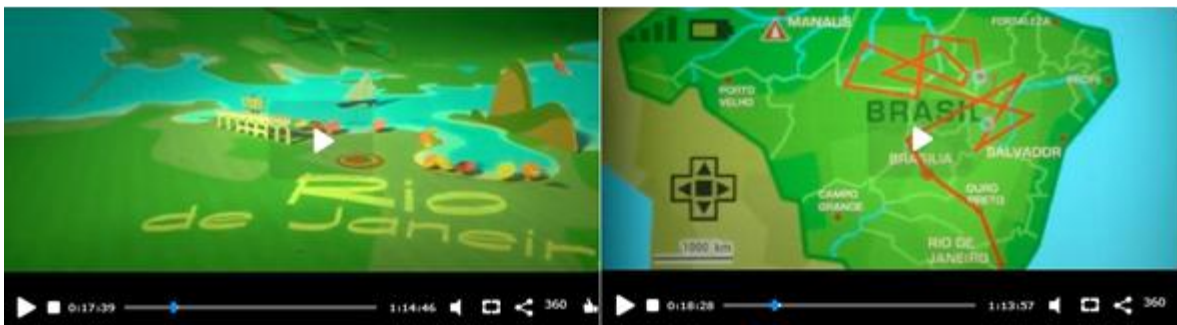 Rio
de Janeir
0:17:39 1:14:46 360
MANAUS
FORTALEZA
PORTO
VELHO
RECIFE
BRASIL
BRASILIA
SALVADOR
CAMPO
GRANDE
OURO
PRETO
RIO DE
JANEIRO
1000 km
0:18:28 1:13:57 360